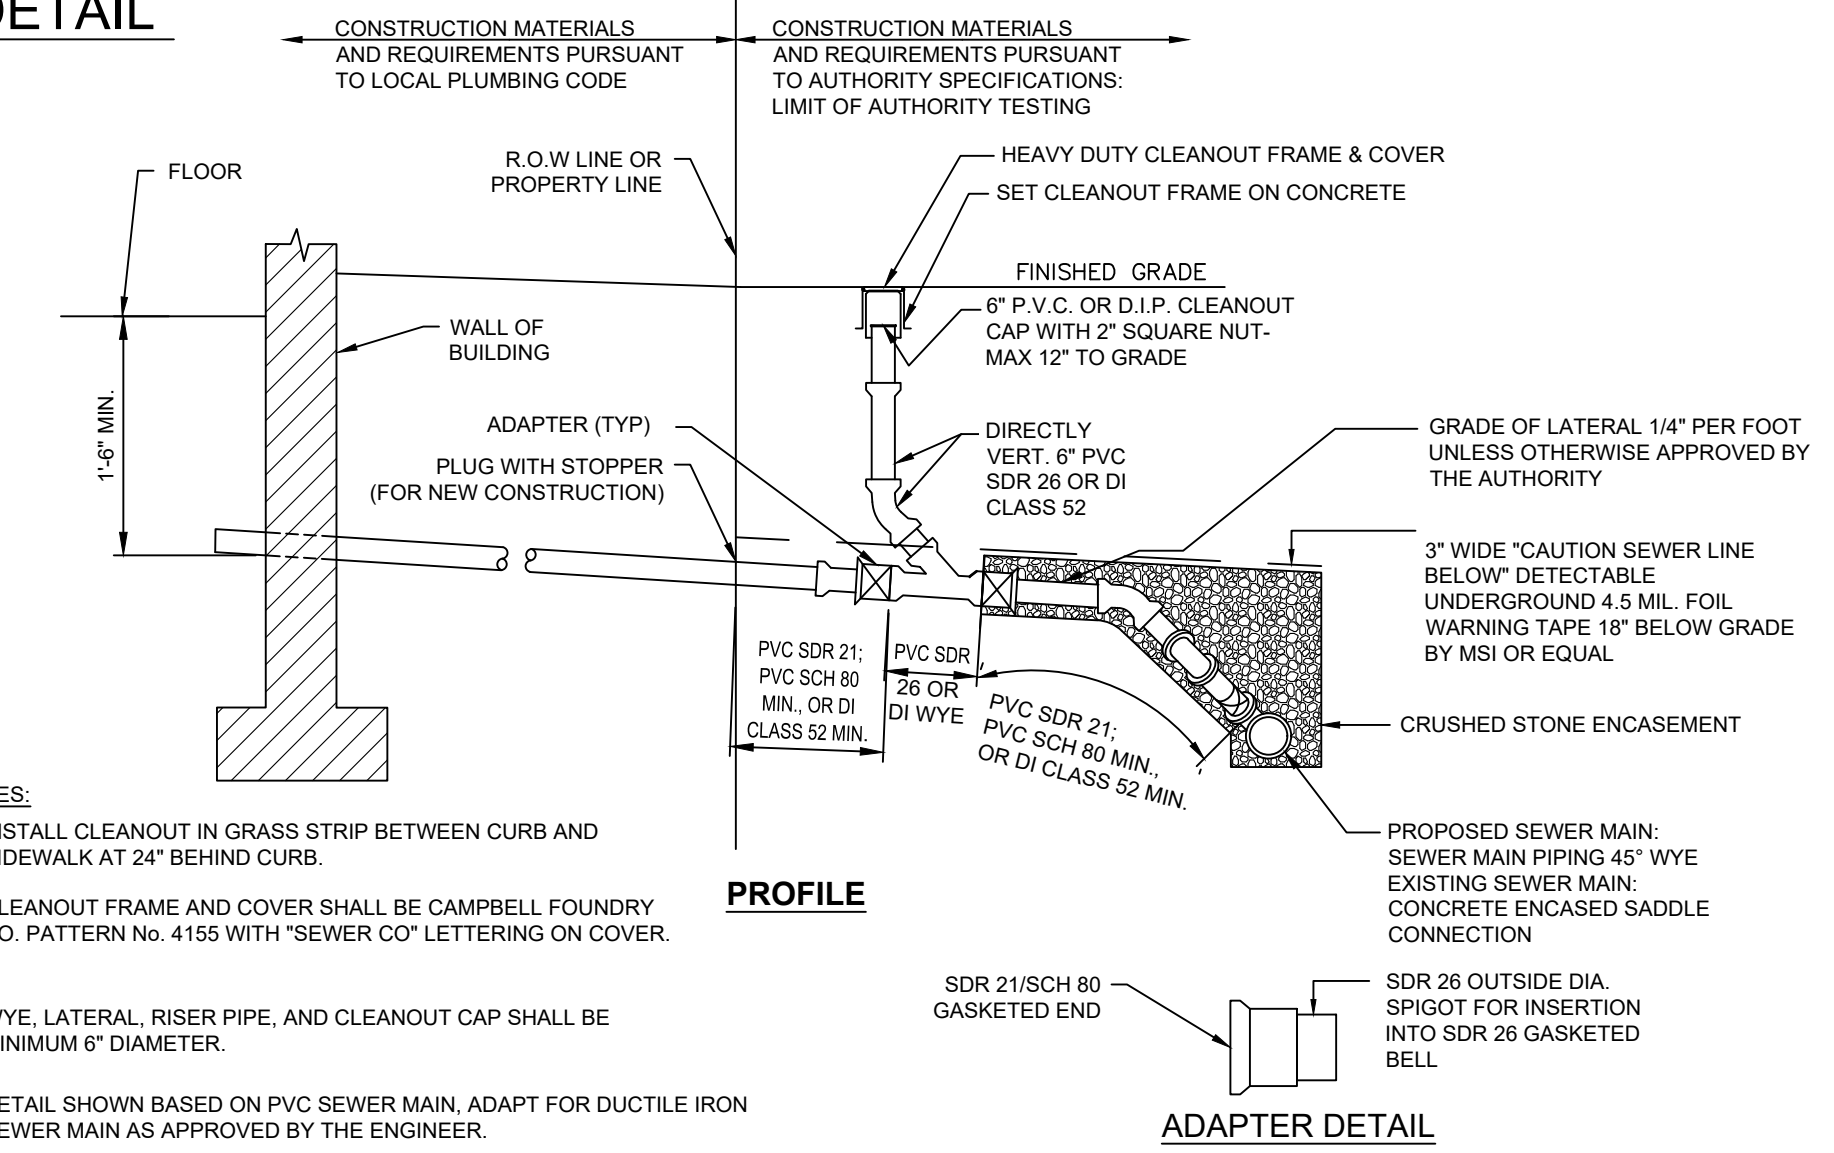 DETAIL
CONSTRUCTION MATERIALS
AND REQUIREMENTS PURSUANT
TO LOCAL PLUMBING CODE
CONSTRUCTION MATERIALS
AND REQUIREMENTS PURSUANT
TO AUTHORITY SPECIFICATIONS:
LIMIT OF AUTHORITY TESTING
FLOOR
R.O.W LINE OR
PROPERTY LINE
HEAVY DUTY CLEANOUT FRAME & COVER
SET CLEANOUT FRAME ON CONCRETE
FINISHED GRADE
6" P.V.C. OR D.I.P. CLEANOUT
CAP WITH 2" SQUARE NUT-
MAX 12" TO GRADE
WALL OF
BUILDING
1'-6" MIN.
ADAPTER (TYP)
PLUG WITH STOPPER
(FOR NEW CONSTRUCTION)
DIRECTLY
VERT. 6" PVC
SDR 26 OR DI
CLASS 52
GRADE OF LATERAL 1/4" PER FOOT
UNLESS OTHERWISE APPROVED BY
THE AUTHORITY
3" WIDE "CAUTION SEWER LINE
BELOW" DETECTABLE
UNDERGROUND 4.5 MIL. FOIL
WARNING TAPE 18" BELOW GRADE
BY MSI OR EQUAL
PVC SDR 21;
PVC SCH 80
MIN., OR DI
CLASS 52 MIN.
PVC SDR
26 OR
DI WYE
PVC SDR 21;
PVC SCH 80 MIN.,
OR DI CLASS 52 MIN.
CRUSHED STONE ENCASEMENT
PROPOSED SEWER MAIN:
SEWER MAIN PIPING 45° WYE
EXISTING SEWER MAIN:
CONCRETE ENCASED SADDLE
CONNECTION
ES:
NSTALL CLEANOUT IN GRASS STRIP BETWEEN CURB AND
IDEWALK AT 24" BEHIND CURB.
LEANOUT FRAME AND COVER SHALL BE CAMPBELL FOUNDRY
O. PATTERN No. 4155 WITH "SEWER CO" LETTERING ON COVER.
WYE, LATERAL, RISER PIPE, AND CLEANOUT CAP SHALL BE
INIMUM 6" DIAMETER.
ETAIL SHOWN BASED ON PVC SEWER MAIN, ADAPT FOR DUCTILE IRON
EWER MAIN AS APPROVED BY THE ENGINEER.
PROFILE
SDR 21/SCH 80
GASKETED END
SDR 26 OUTSIDE DIA.
SPIGOT FOR INSERTION
INTO SDR 26 GASKETED
BELL
ADAPTER DETAIL